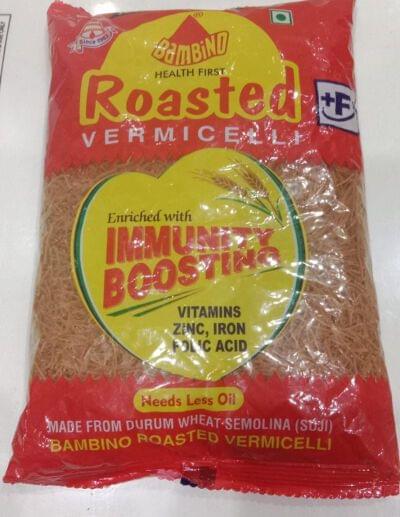 BAMBINO
®
HEALTH FIRST
Roasted
+F
VERMICELLI
Enriched with
IMMUNITY
BOOSTING
VITAMINS
ZINC, IRON
FOLIC ACID
Needs Less Oil
MADE FROM DURUM WHEAT SEMOLINA (SUJI)
BAMBINO ROASTED VERMICELLI